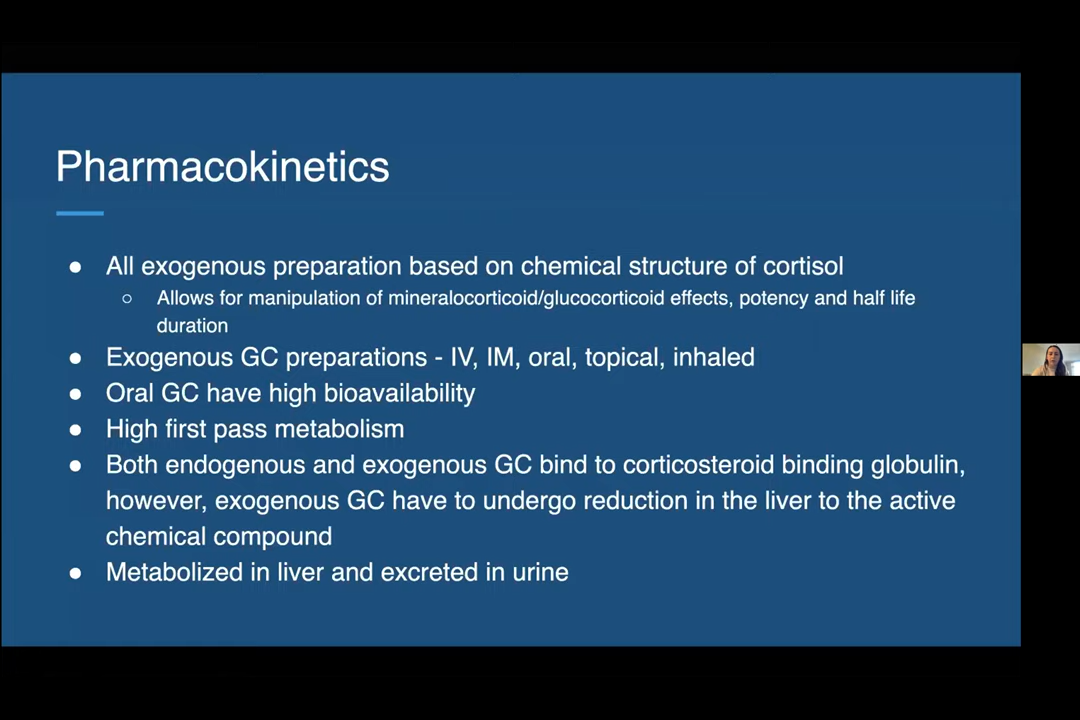 Pharmacokinetics
● All exogenous preparation based on chemical structure of cortisol
○ Allows for manipulation of mineralocorticoid/glucocorticoid effects, potency and half life
duration
● Exogenous GC preparations - IV, IM, oral, topical, inhaled
● Oral GC have high bioavailability
● High first pass metabolism
● Both endogenous and exogenous GC bind to corticosteroid binding globulin,
however, exogenous GC have to undergo reduction in the liver to the active
chemical compound
● Metabolized in liver and excreted in urine